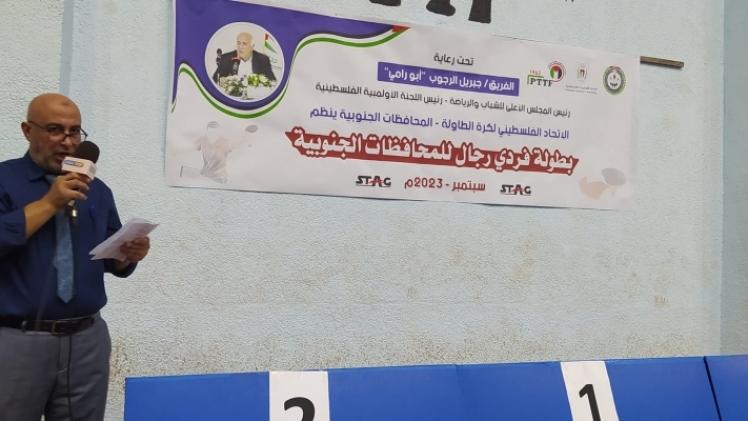 تحت رعاية
الفريق/ جبريل الرجوب "أبو رامي"
رئيس المجلس الأعلى للشباب والرياضة - رئيس اللجنة الأولمبية الفلسطينية
الاتحاد الفلسطيني لكرة الطاولة - المحافظات الجنوبية ينظم
بطولة فردي رجال للمحافظات الجنوبية
STAG سبتمبر - 2023م STAG
PTTF
2 1